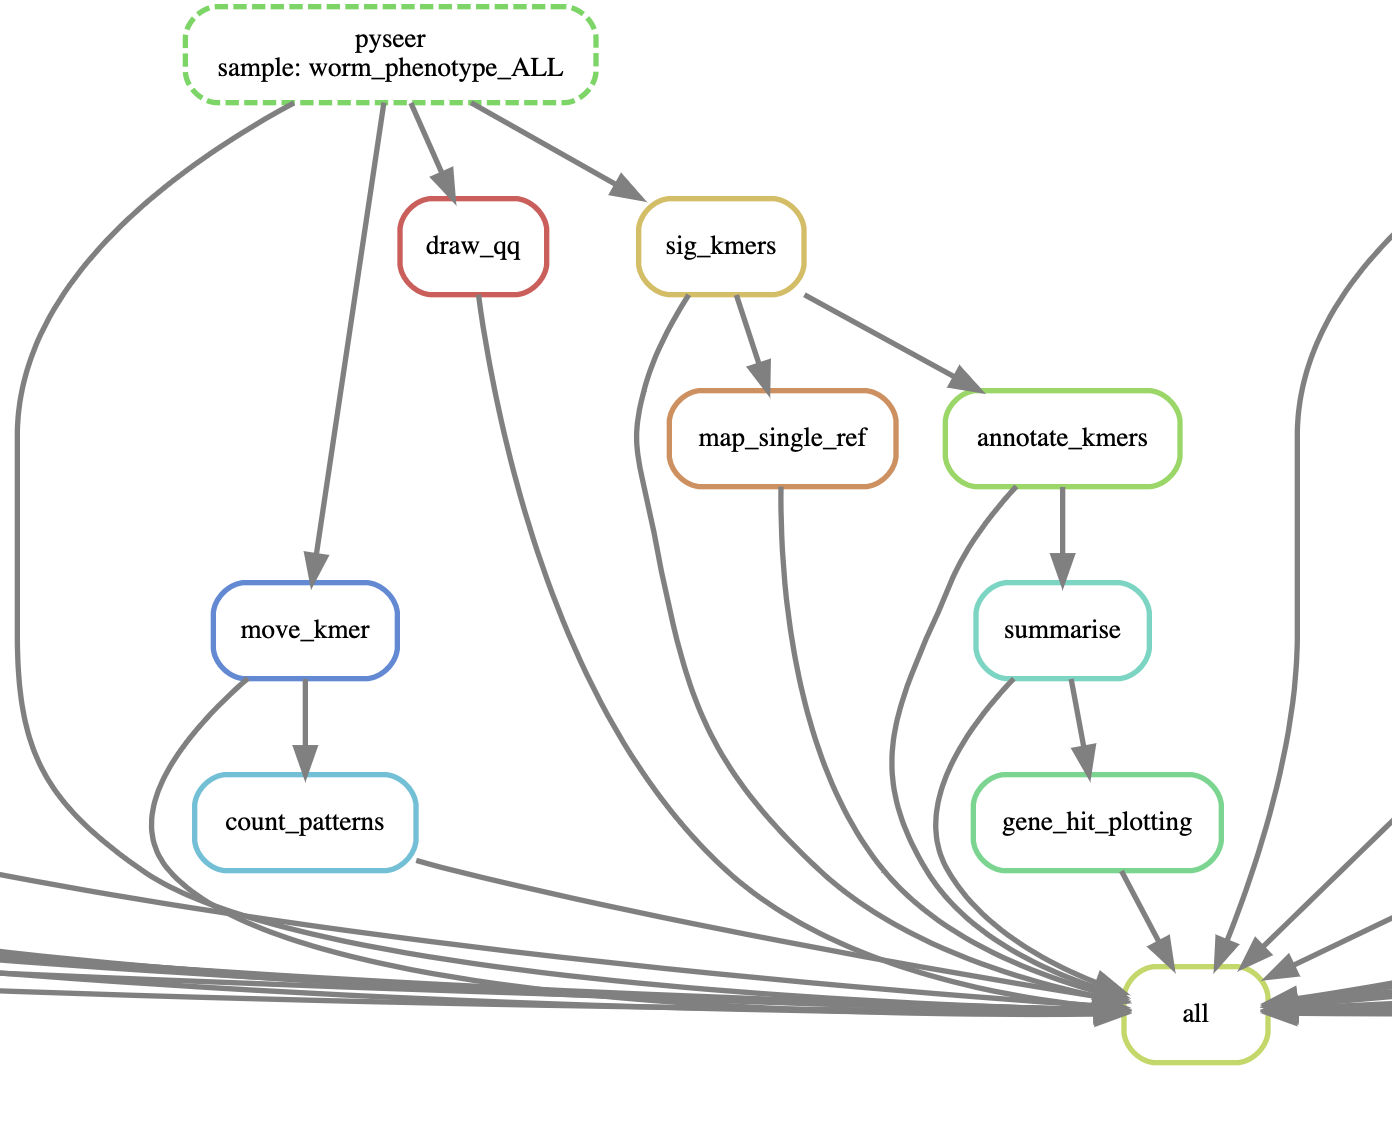 pyseer
sample: worm_phenotype_ALL
draw_qq
sig_kmers
map_single_ref
annotate_kmers
move_kmer
summarise
count_patterns
gene_hit_plotting
all